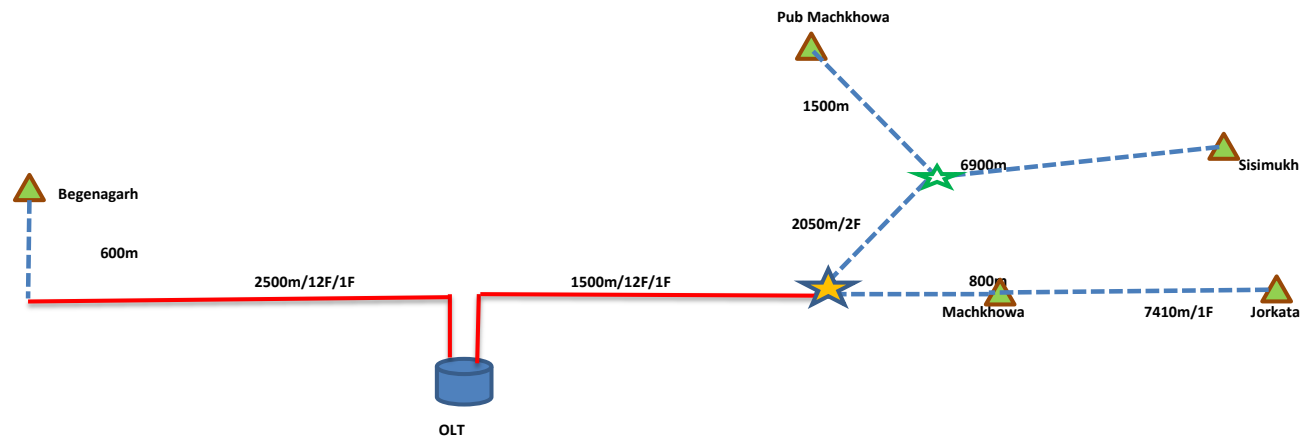 Pub Machkhowa
1500m
6900m
Sisimukh
Begenagarh
2050m/2F
600m
2500m/12F/1F
1500m/12F/1F
800m
Machkhowa
7410m/1F
Jorkata
OLT